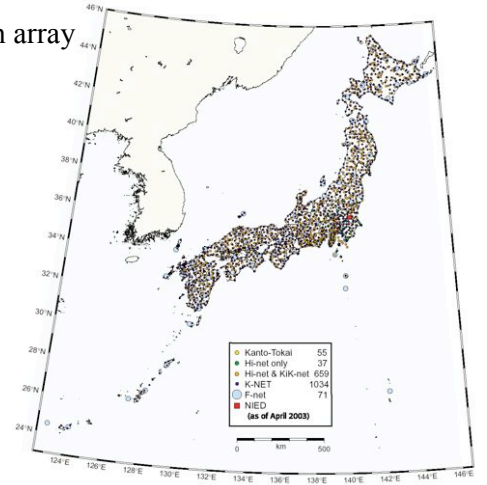 n array
46°N
44°N
42°N
40°N
38°N
36°N
34°N
32°N
30°N
28°N
26°N
24°N
Kanto-Tokai 55
Hi-net only 37
Hi-net & KiK-net 659
K-NET 1034
F-net 71
NIED
(as of April 2003)
0 km 500
124°E 126°E 128°E 130°E 132°E 134°E 136°E 138°E 140°E 142°E 144°E 146°E